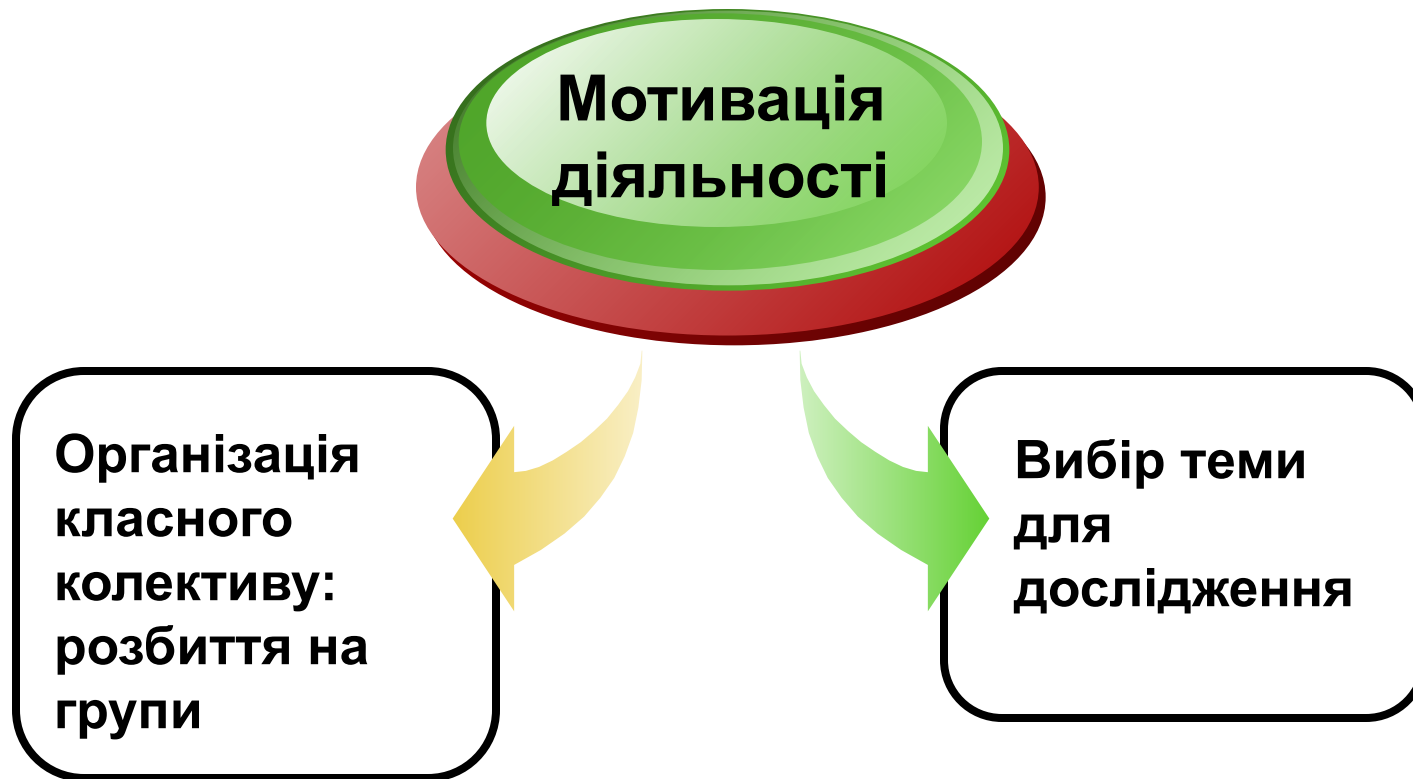 Мотивація
діяльності
Організація
класного
колективу:
розбиття на
групи
Вибір теми
для
дослідження